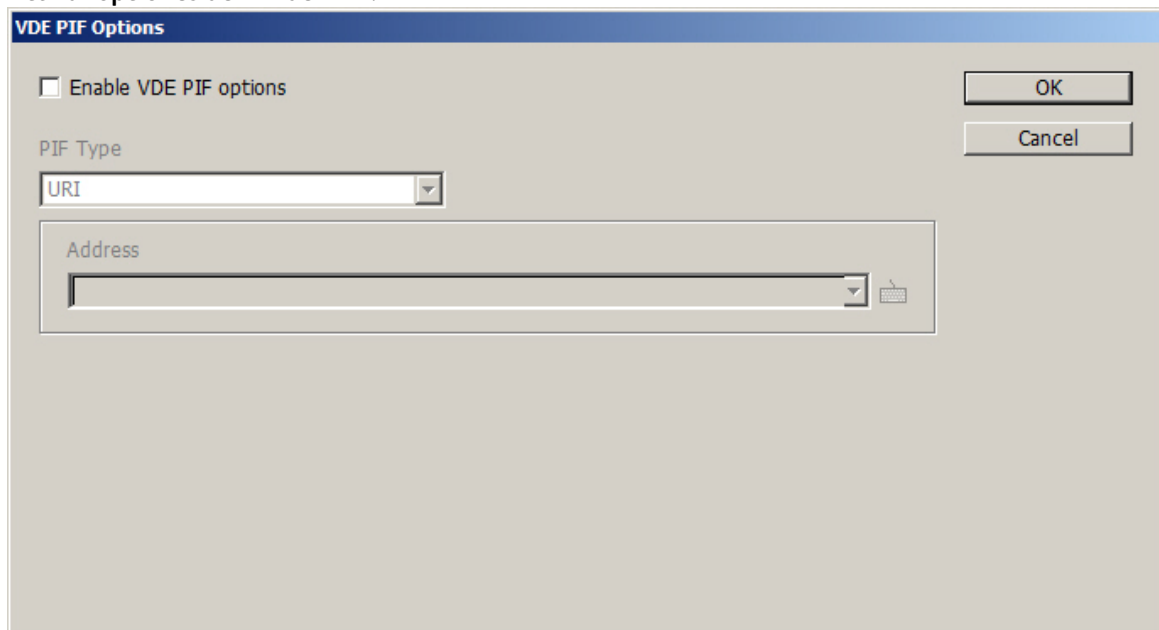 VDE PIF Options
Enable VDE PIF options
OK
Cancel
PIF Type
URI
Address